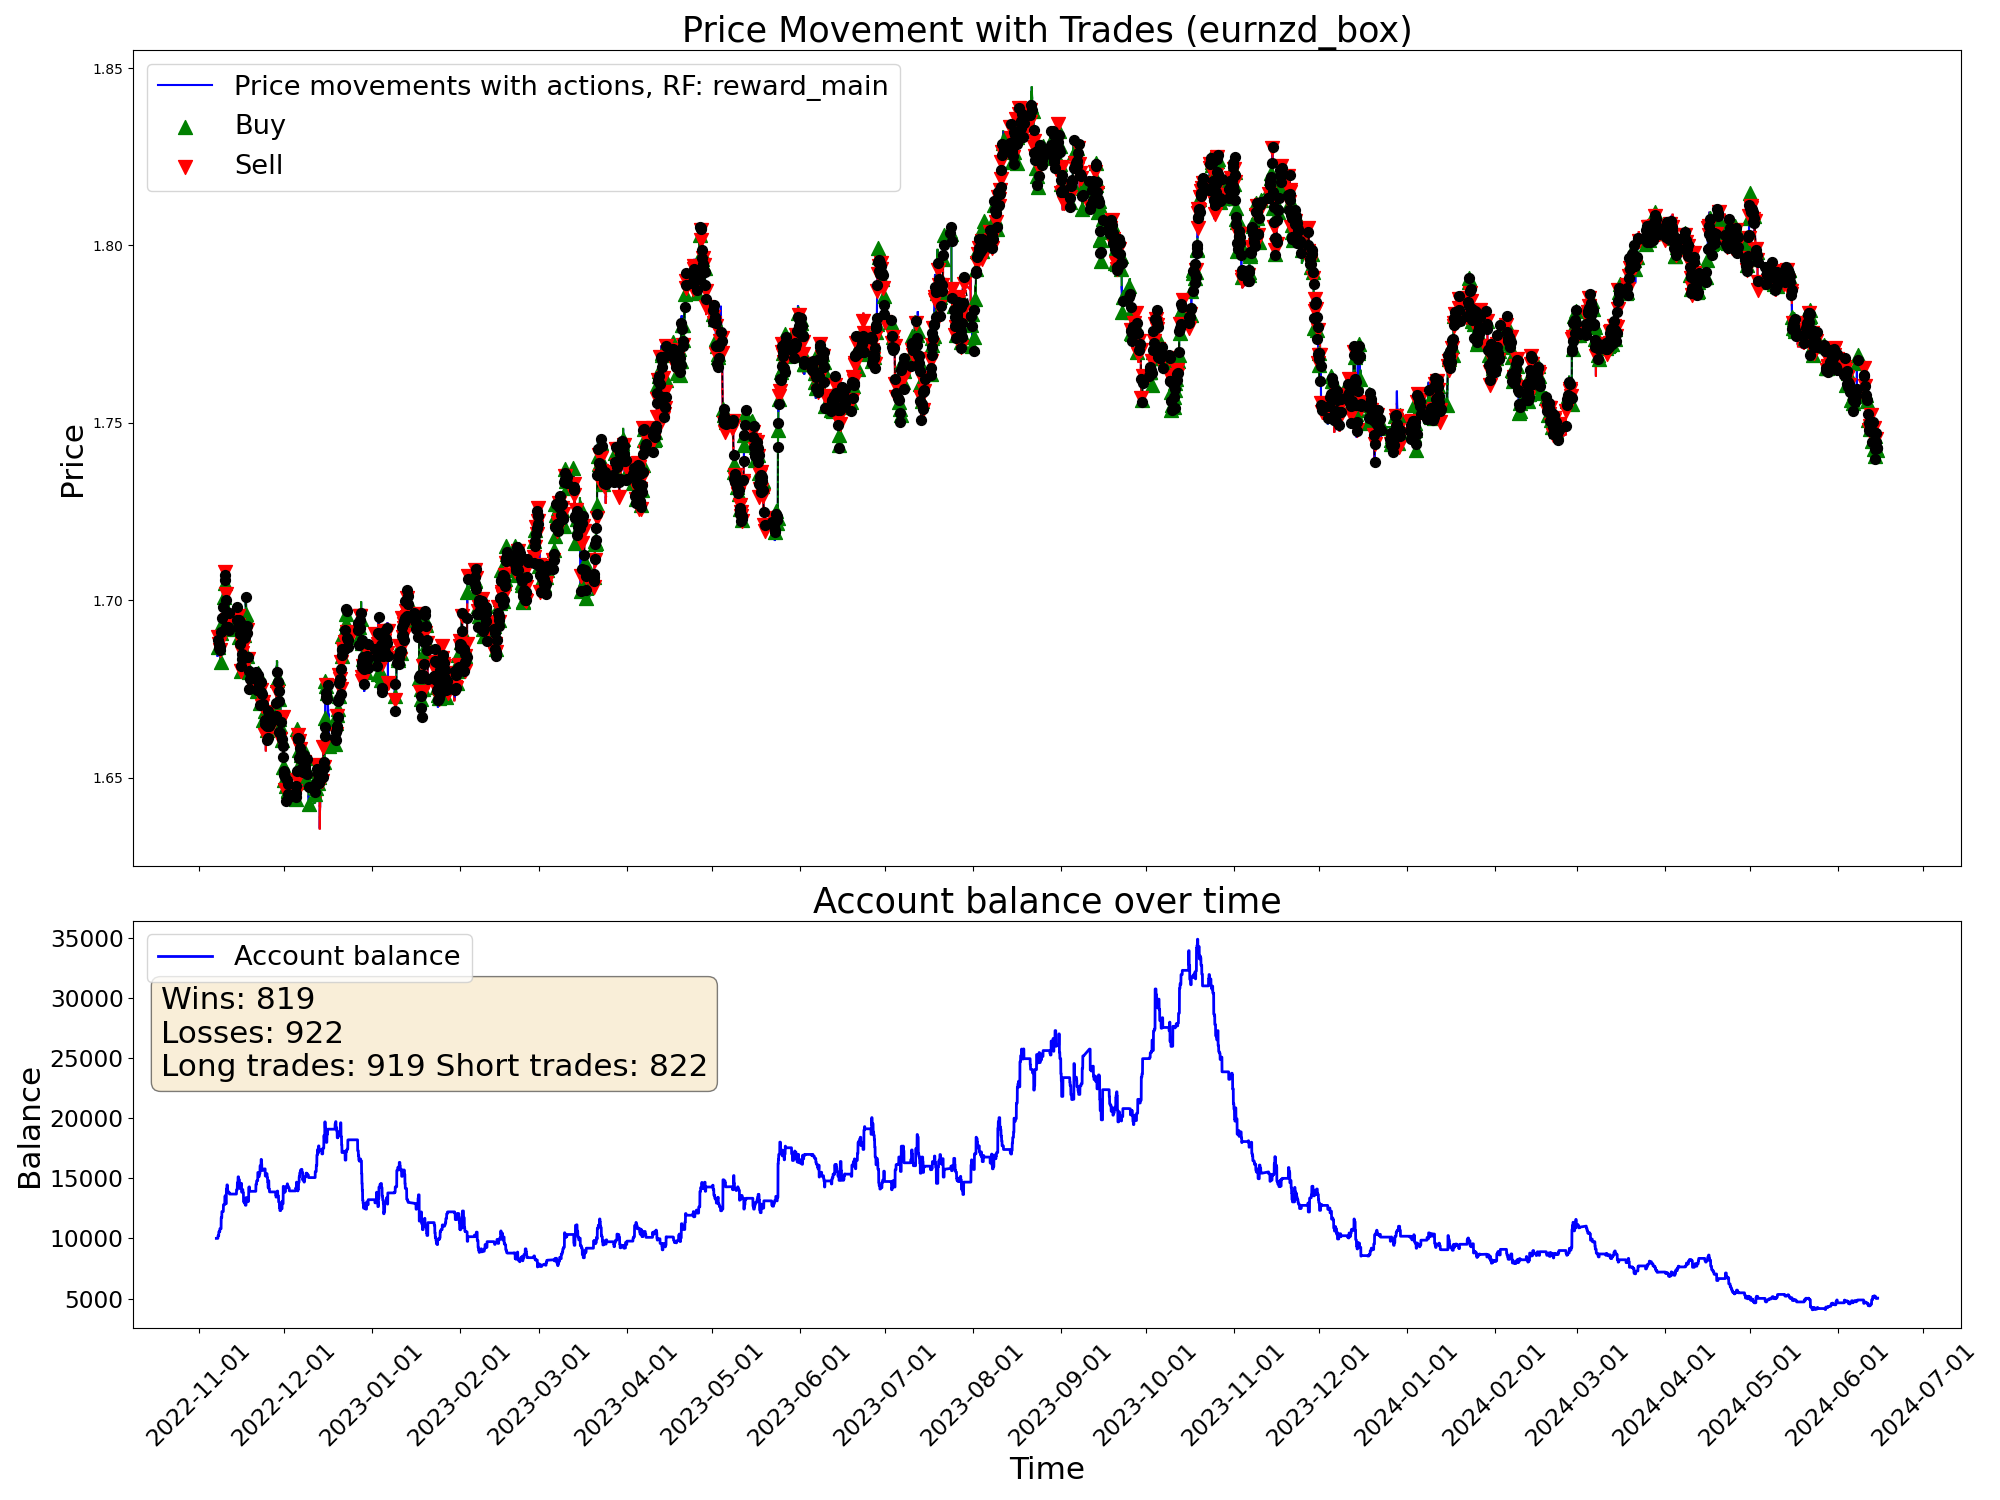 Price Movement with Trades (eurnzd_box)
Price movements with actions, RF: reward_main
Buy
Sell
Price
1.85
1.80
1.75
1.70
1.65
Account balance over time
Account balance
Wins: 819
Losses: 922
Long trades: 919 Short trades: 822
Balance
35000
30000
25000
20000
15000
10000
5000
2022-11-01
2022-12-01
2023-01-01
2023-02-01
2023-03-01
2023-04-01
2023-05-01
2023-06-01
2023-07-01
2023-08-01
2023-09-01
2023-10-01
2023-11-01
2023-12-01
2024-01-01
2024-02-01
2024-03-01
2024-04-01
2024-05-01
2024-06-01
2024-07-01
Time